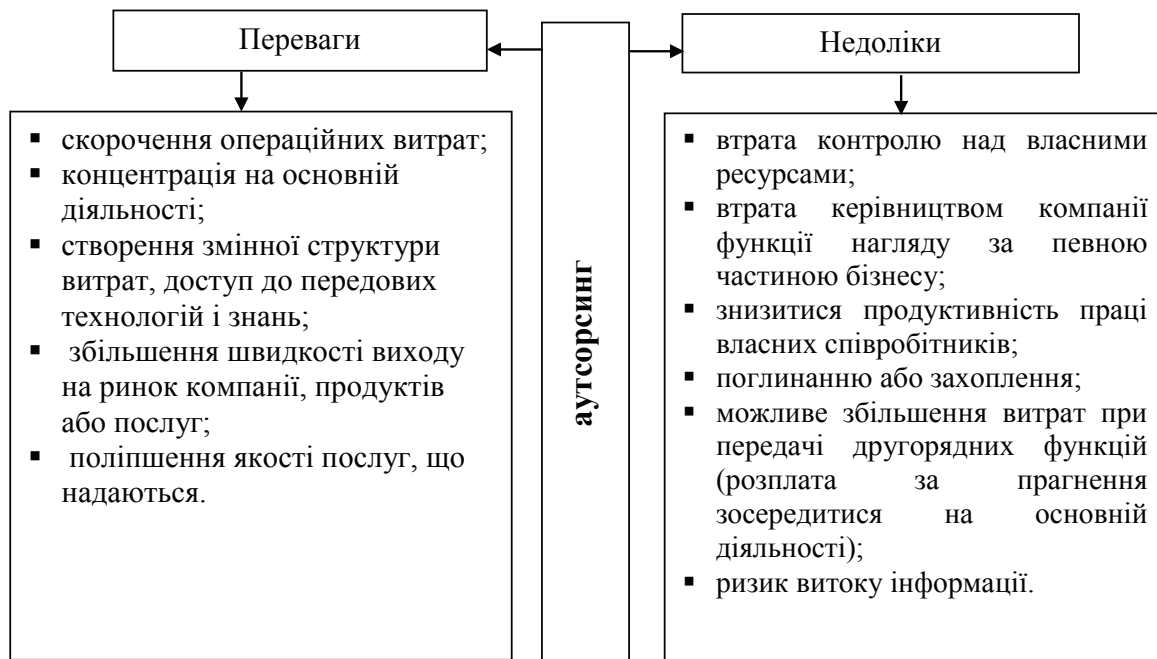 Переваги
аутсорсинг
Недоліки
▪ скорочення операційних витрат;
▪ концентрація на основній
діяльності;
▪ створення змінної структури
витрат, доступ до передових
технологій і знань;
▪ збільшення швидкості виходу
на ринок компанії, продуктів
або послуг;
▪ поліпшення якості послуг, що
надаються.
▪ втрата контролю над власними
ресурсами;
▪ втрата керівництвом компанії
функції нагляду за певною
частиною бізнесу;
▪ знизитися продуктивність праці
власних співробітників;
▪ поглинанню або захоплення;
▪ можливе збільшення витрат при
передачі другорядних функцій
(розплата за прагнення
зосередитися на основній
діяльності);
▪ ризик витоку інформації.